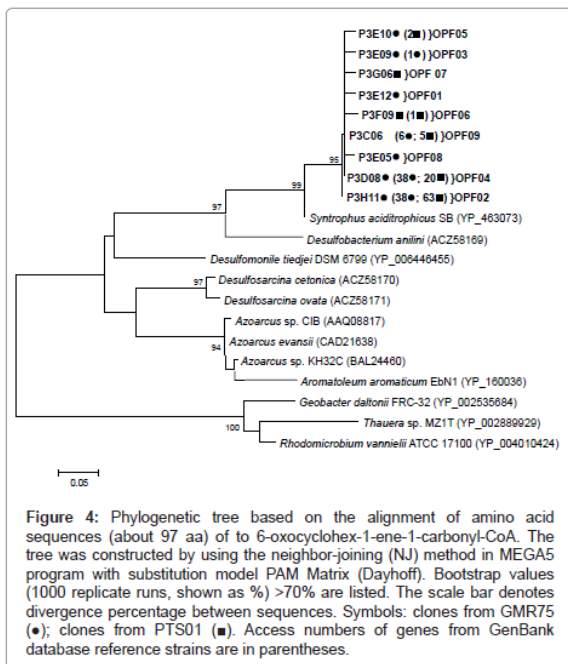 P3E10● (2■) }OPF05
P3E09● (1●) }OPF03
P3G06■ }OPF 07
P3E12● }OPF01
P3F09■ (1■) }OPF06
P3C06 (6●; 5■) }OPF09
95
P3E05● }OPF08
99
P3D08● (38●; 20■) }OPF04
P3H11● (38●; 63■) }OPF02
97
Syntrophus aciditrophicus SB (YP_463073)
Desulfobacterium anilini (ACZ58169)
Desulfomonile tiedjei DSM 6799 (YP_006446455)
97
Desulfosarcina cetonica (ACZ58170)
Desulfosarcina ovata (ACZ58171)
Azoarcus sp. CIB (AAQ08817)
94
Azoarcus evansii (CAD21638)
Azoarcus sp. KH32C (BAL24460)
Aromatoleum aromaticum EbN1 (YP_160036)
Geobacter daltonii FRC-32 (YP_002535684)
100
Thauera sp. MZ1T (YP_002889929)
Rhodomicrobium vannielii ATCC 17100 (YP_004010424)
0.05
Figure 4: Phylogenetic tree based on the alignment of amino acid
sequences (about 97 aa) of to 6-oxocyclohex-1-ene-1-carbonyl-CoA. The
tree was constructed by using the neighbor-joining (NJ) method in MEGA5
program with substitution model PAM Matrix (Dayhoff). Bootstrap values
(1000 replicate runs, shown as %) >70% are listed. The scale bar denotes
divergence percentage between sequences. Symbols: clones from GMR75
(●); clones from PTS01 (■). Access numbers of genes from GenBank
database reference strains are in parentheses.